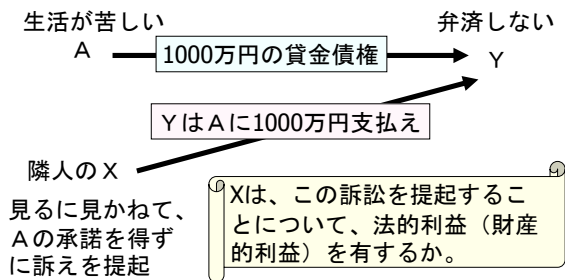 生活が苦しい
弁済しない
A
1000万円の貸金債権
Y
YはAに1000万円支払え
隣人のX
見るに見かねて、
Aの承諾を得ず
に訴えを提起
Xは、この訴訟を提起するこ
とについて、法的利益（財産
的利益）を有するか。